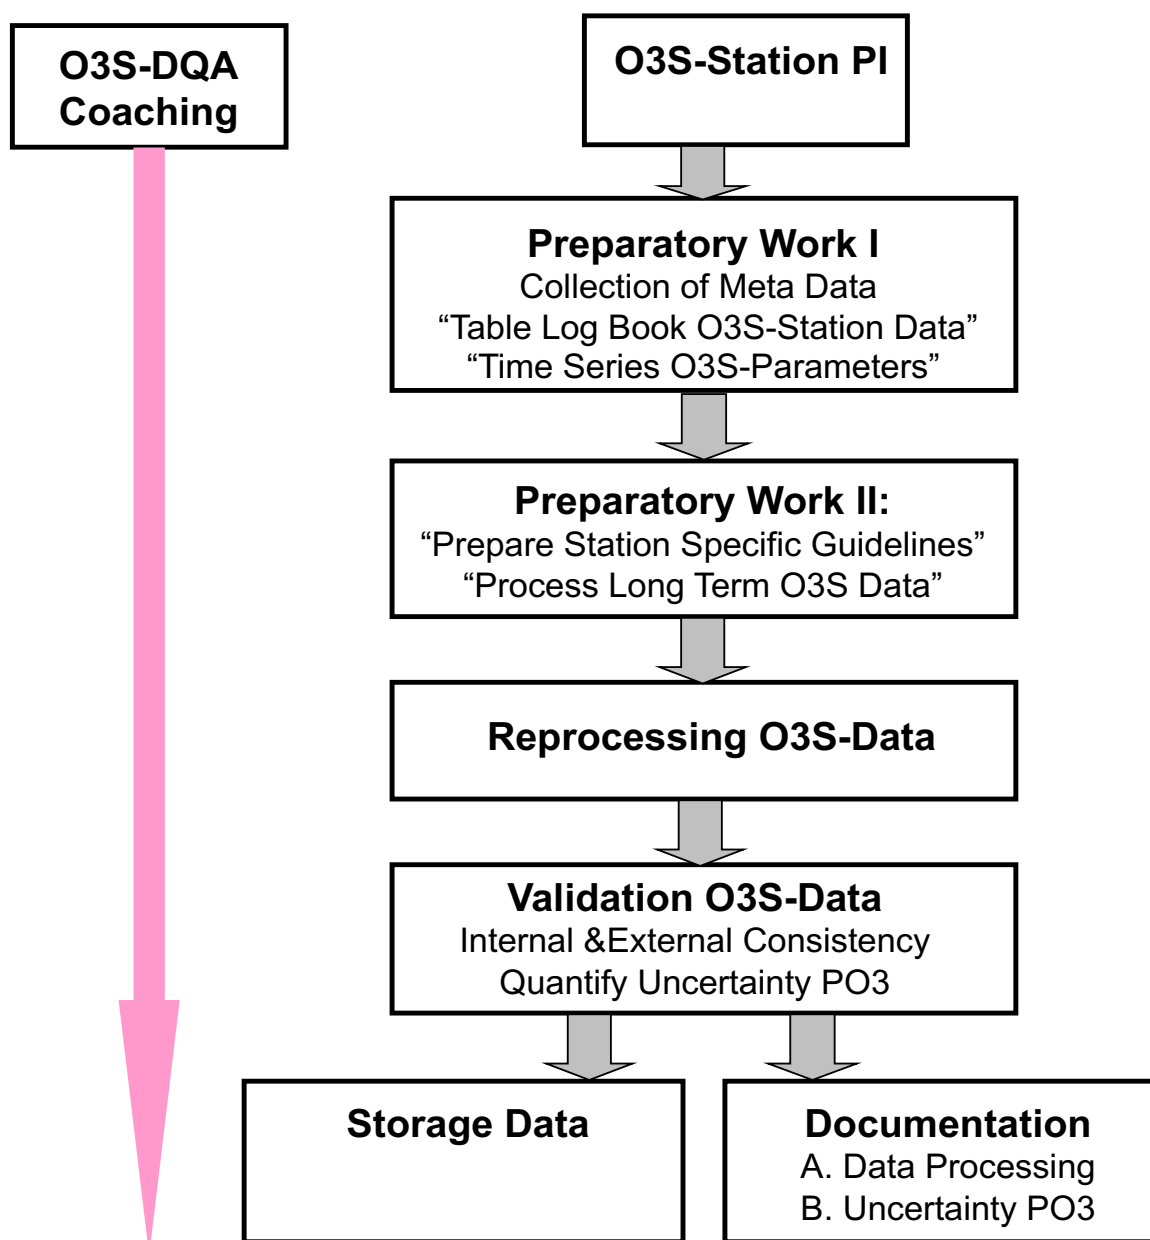 O3S-DQA
Coaching
O3S-Station PI
Preparatory Work I
Collection of Meta Data
“Table Log Book O3S-Station Data”
“Time Series O3S-Parameters”
Preparatory Work II:
“Prepare Station Specific Guidelines”
“Process Long Term O3S Data”
Reprocessing O3S-Data
Validation O3S-Data
Internal &External Consistency
Quantify Uncertainty PO3
Storage Data
Documentation
A. Data Processing
B. Uncertainty PO3